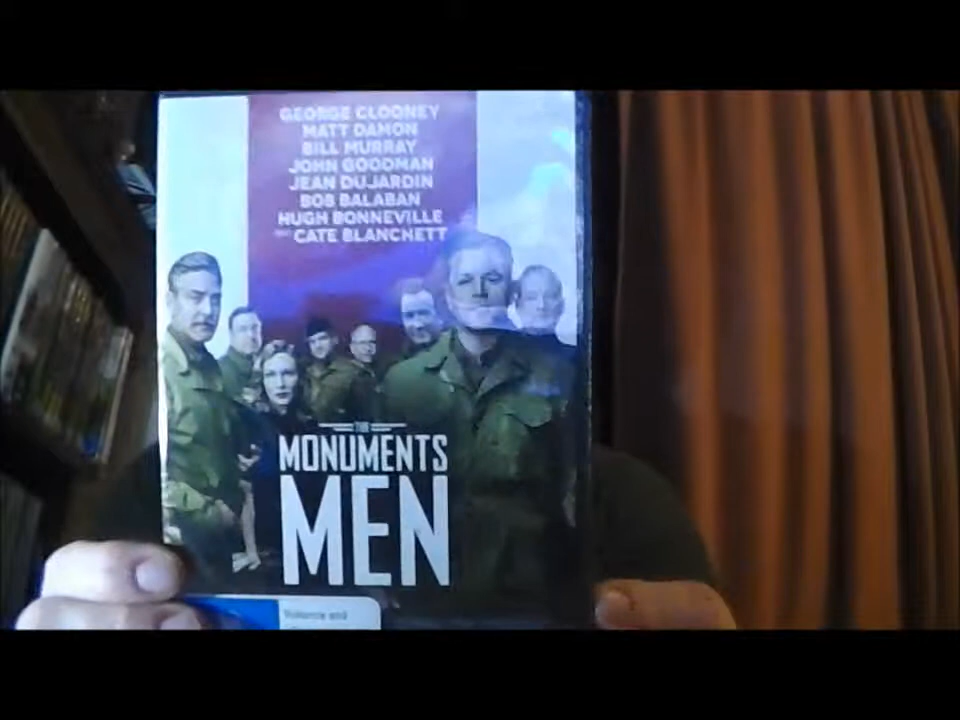 GEORGE CLOONEY
MATT DAMON
BILL MURRAY
JOHN GOODMAN
JEAN DUJARDIN
BOB BALABAN
HUGH BONNEVILLE
AND CATE BLANCHETT
THE
MONUMENTS
MEN
Violence and